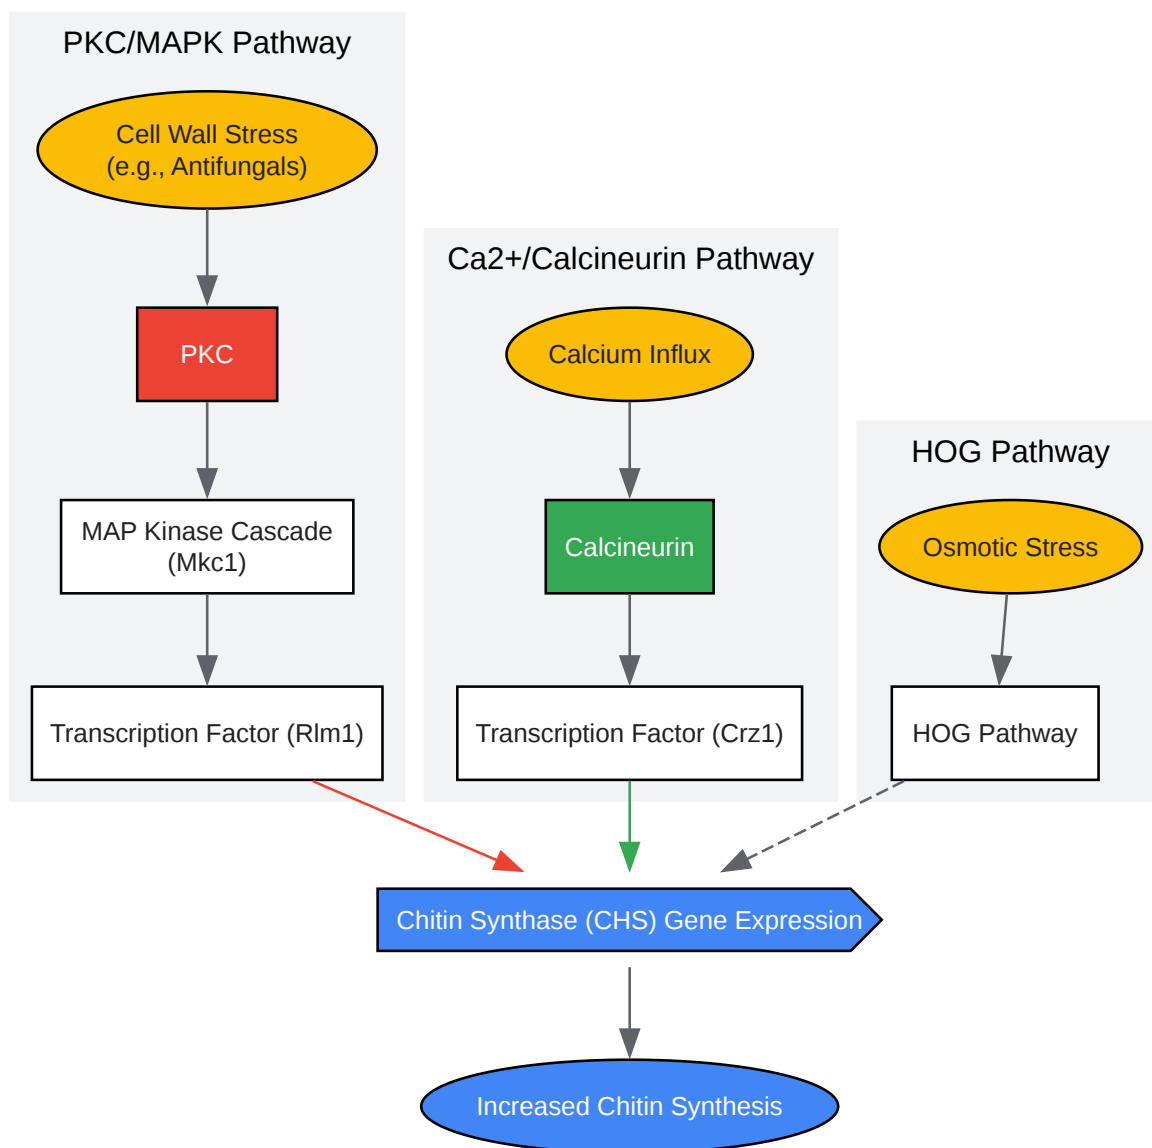 PKC/MAPK Pathway
Cell Wall Stress
(e.g., Antifungals)
PKC
MAP Kinase Cascade
(Mkc1)
Transcription Factor (Rlm1)
Ca2+/Calcineurin Pathway
Calcium Influx
Calcineurin
Transcription Factor (Crz1)
HOG Pathway
Osmotic Stress
HOG Pathway
Chitin Synthase (CHS) Gene Expression
Increased Chitin Synthesis